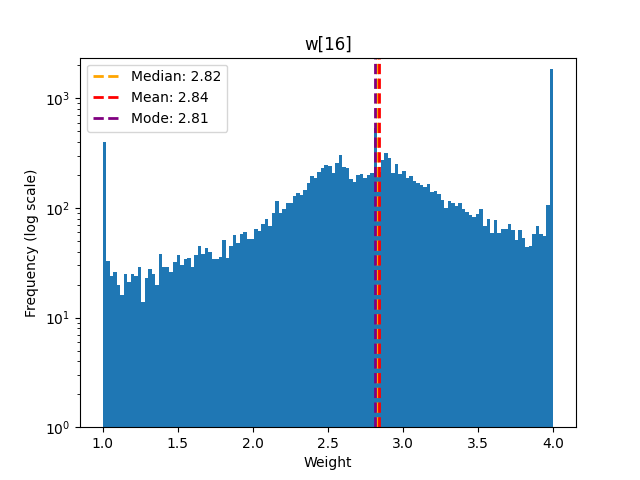 w[16]
Median: 2.82
Mean: 2.84
Mode: 2.81
Frequency (log scale)
10³
10²
10¹
10⁰
1.0 1.5 2.0 2.5 3.0 3.5 4.0
Weight